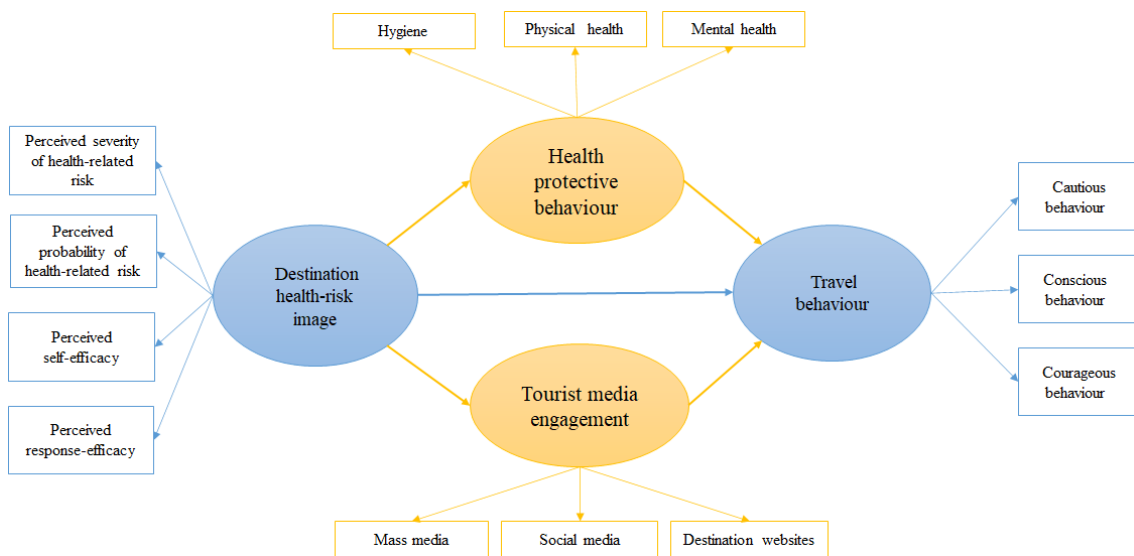 Hygiene
Physical health
Mental health
Health
protective
behaviour
Perceived severity
of health-related
risk
Perceived
probability of
health-related risk
Perceived
self-efficacy
Perceived
response-efficacy
Destination
health-risk
image
Travel
behaviour
Cautious
behaviour
Conscious
behaviour
Courageous
behaviour
Tourist media
engagement
Mass media
Social media
Destination websites